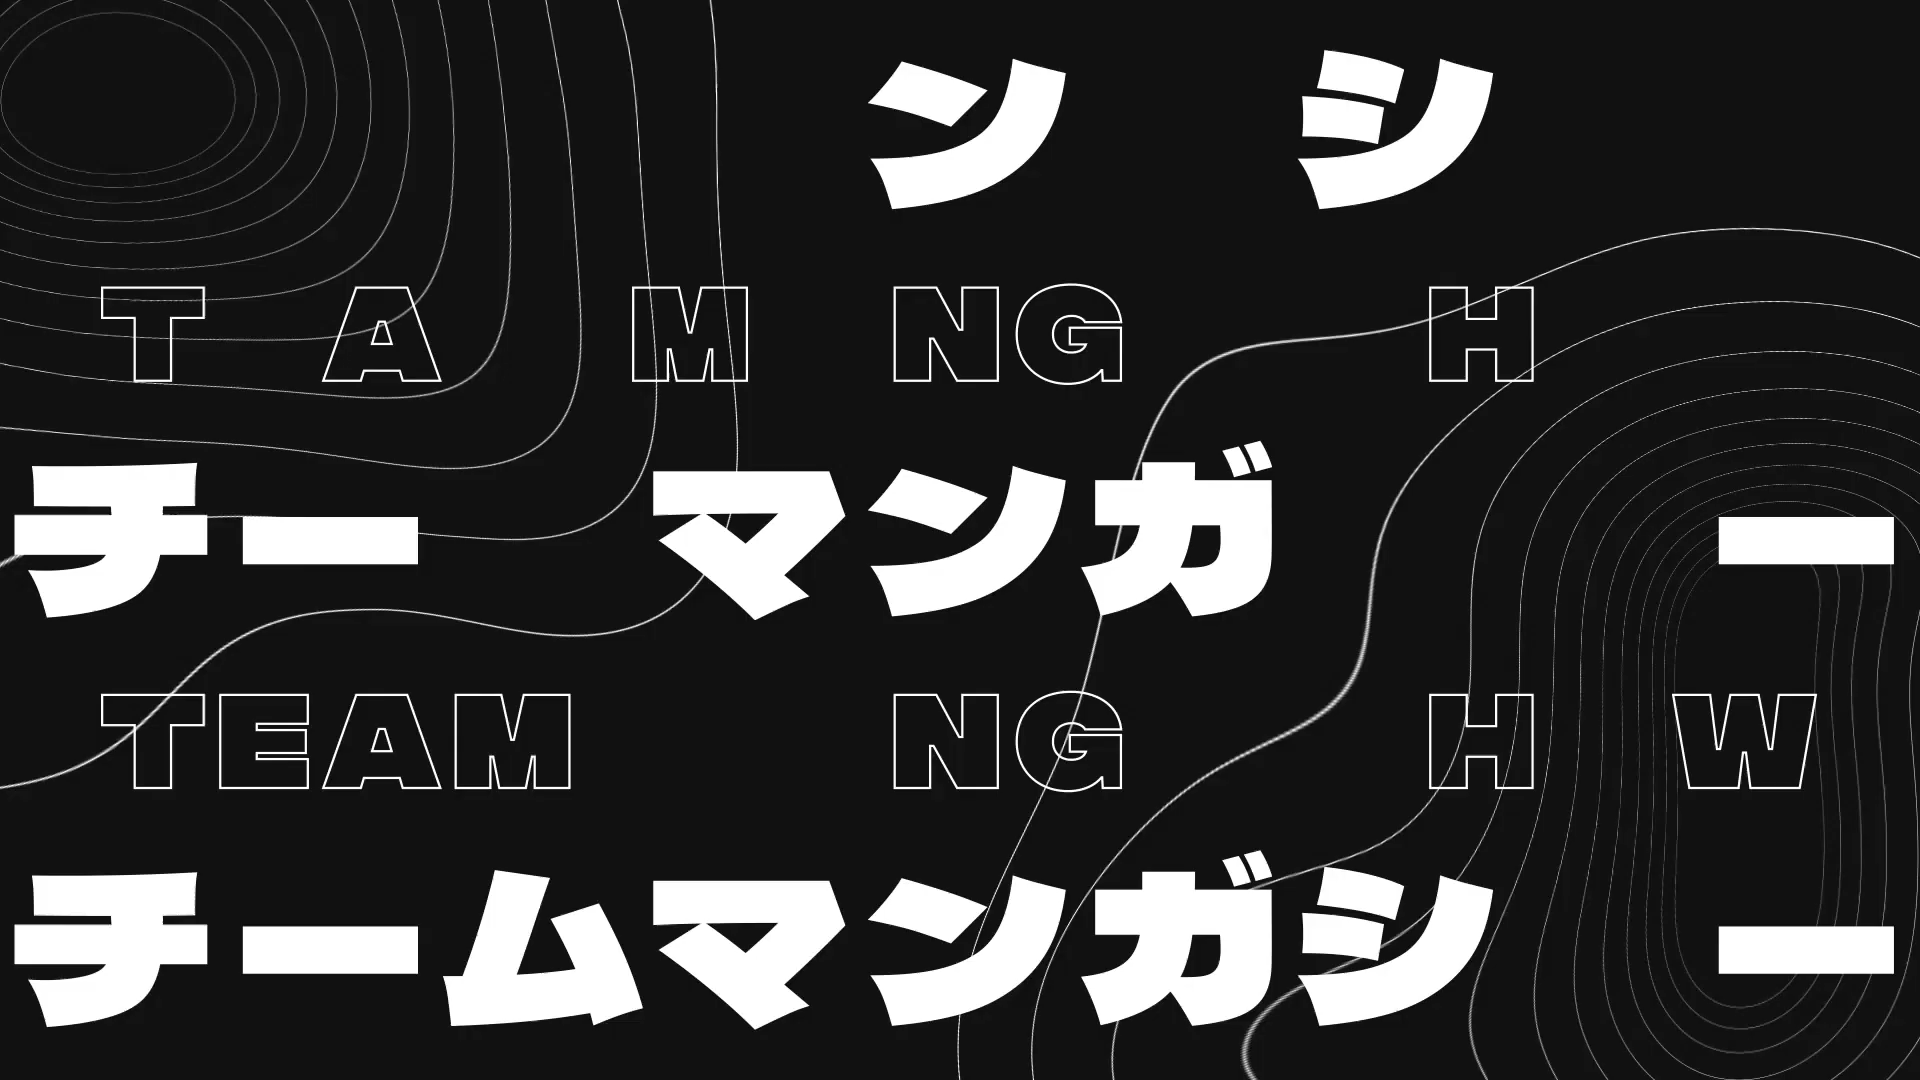 ン シ
T A M NG H
チー マンガ ー
TEAM NG H W
チームマンガシ ー